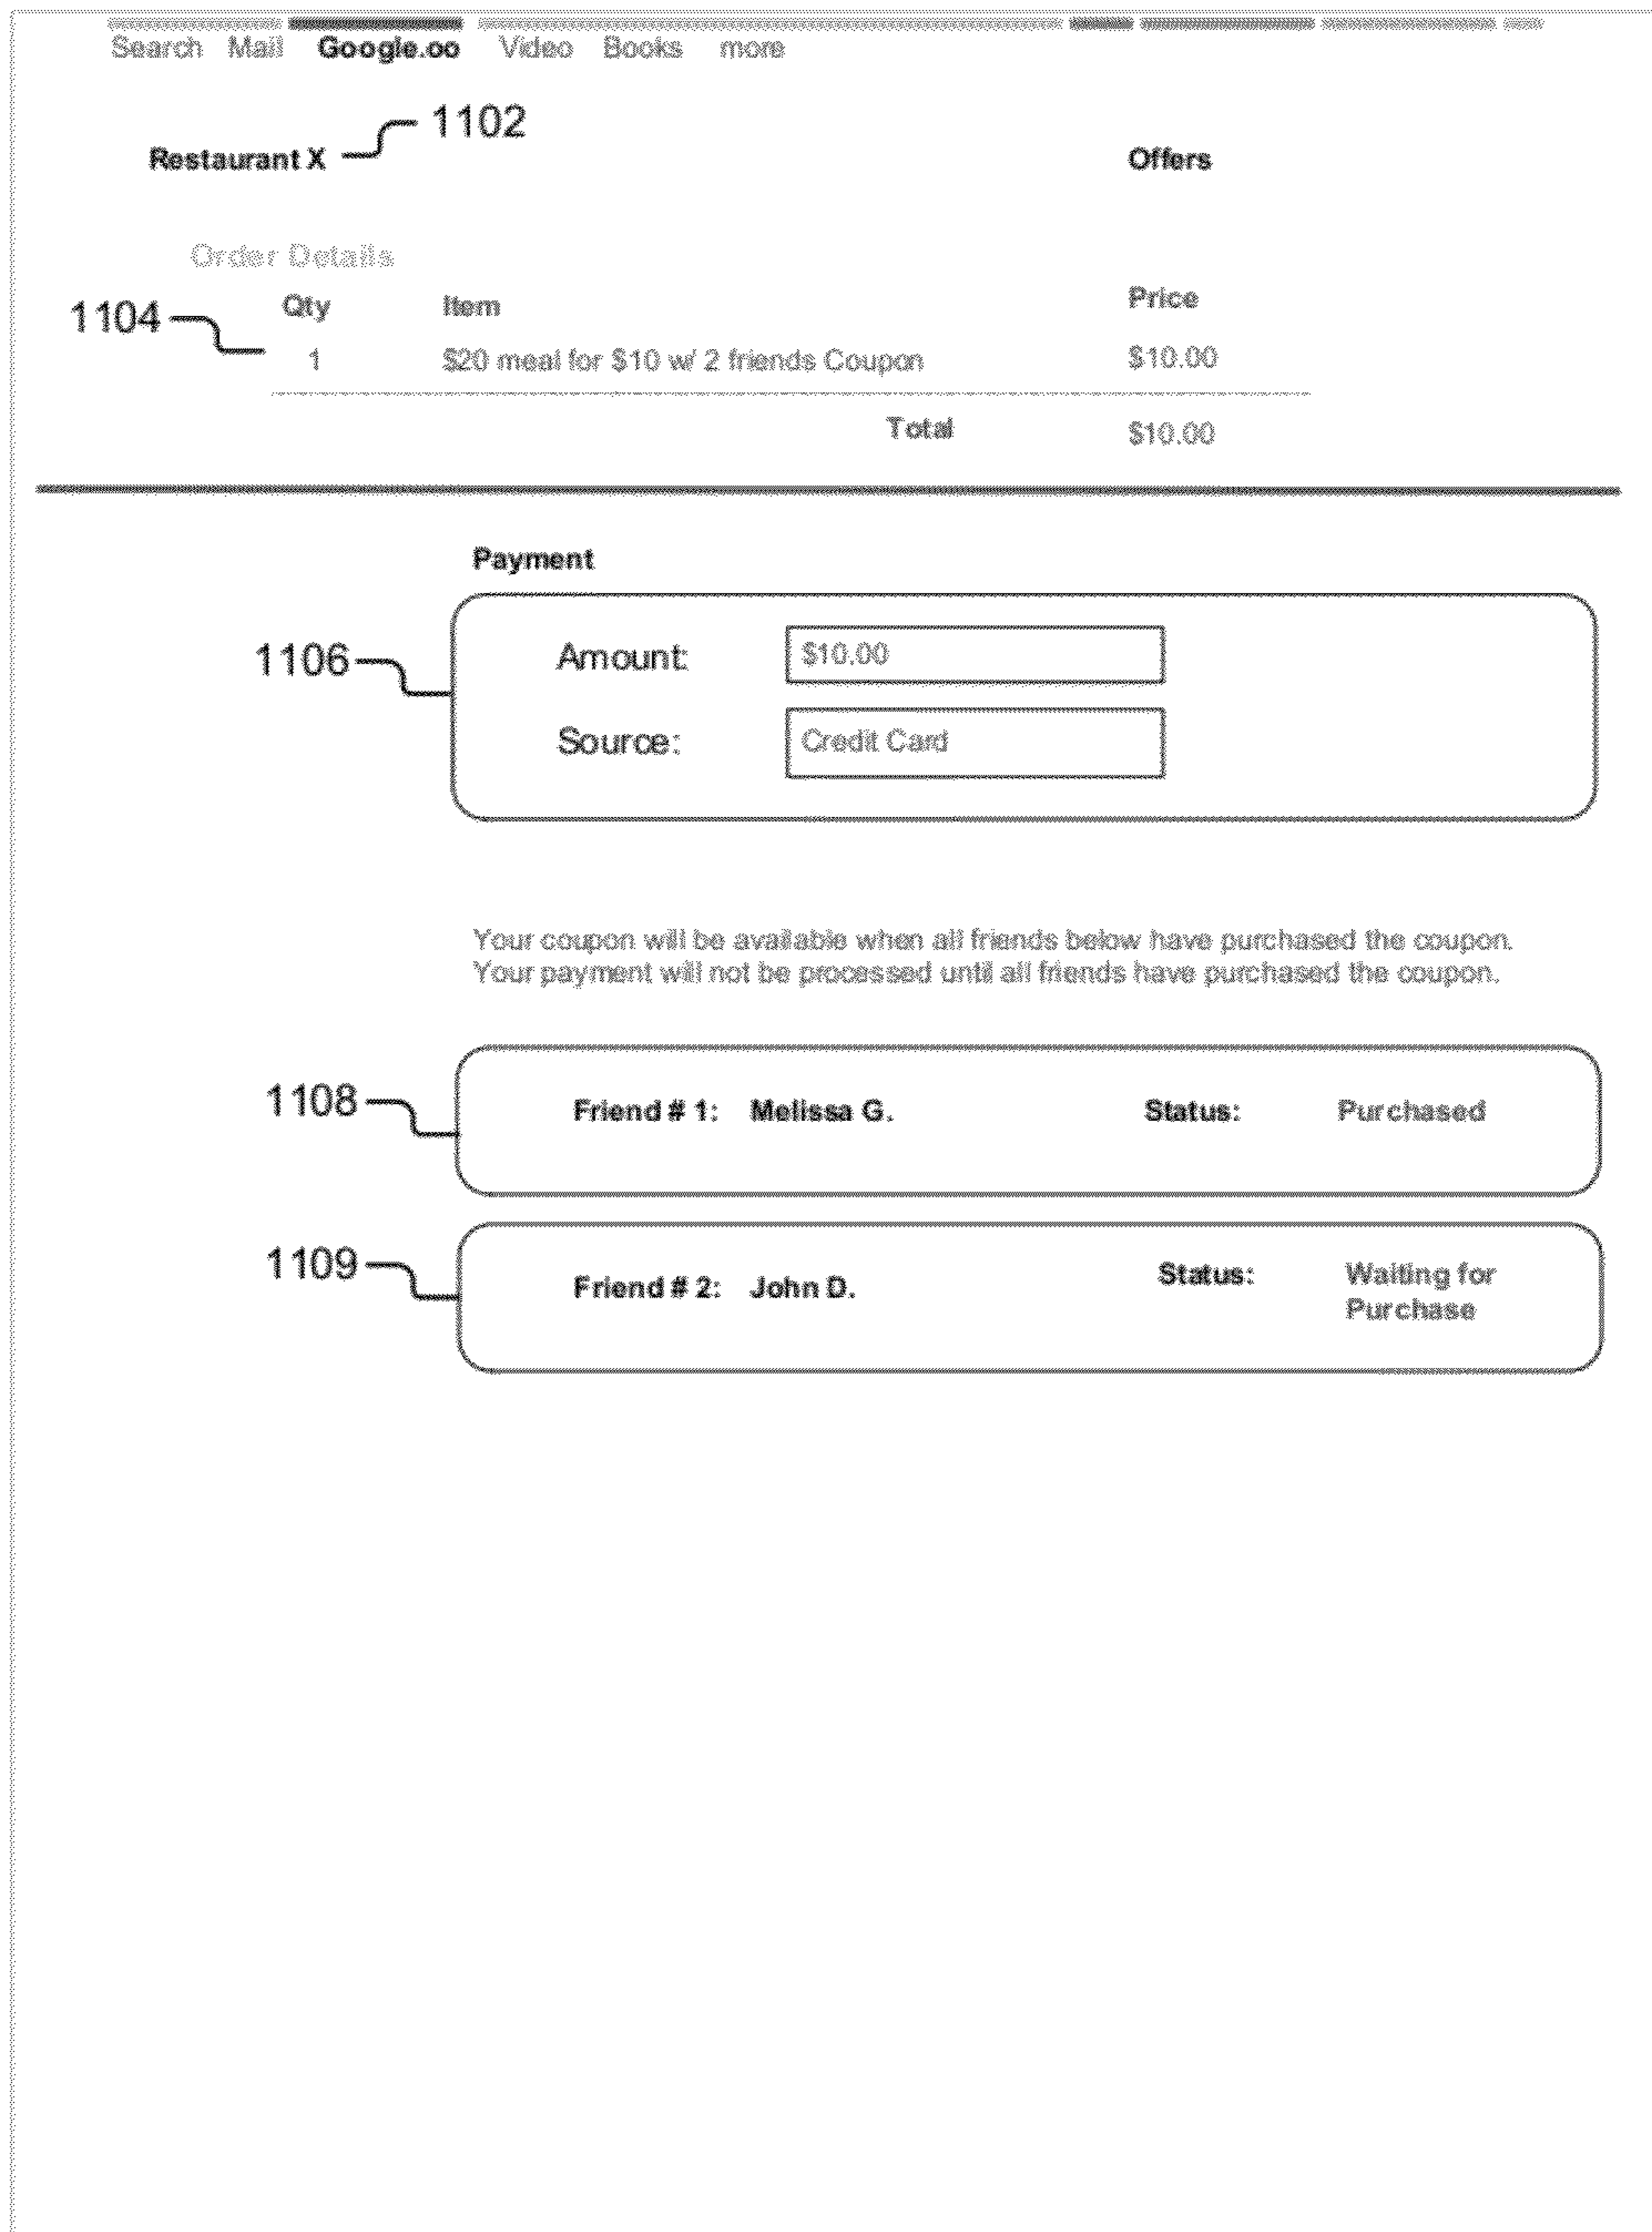 Search Mail Google.oo Video Books more
1102
Restaurant X Offers
Order Details
1104 Qty Item Price
1 $20 meal for $10 w/ 2 friends Coupon $10.00
Total $10.00
Payment
1106 Amount: $10.00
Source: Credit Card
Your coupon will be available when all friends below have purchased the coupon.
Your payment will not be processed until all friends have purchased the coupon.
1108 Friend # 1: Melissa G. Status: Purchased
1109 Friend # 2: John D. Status: Waiting for
Purchase